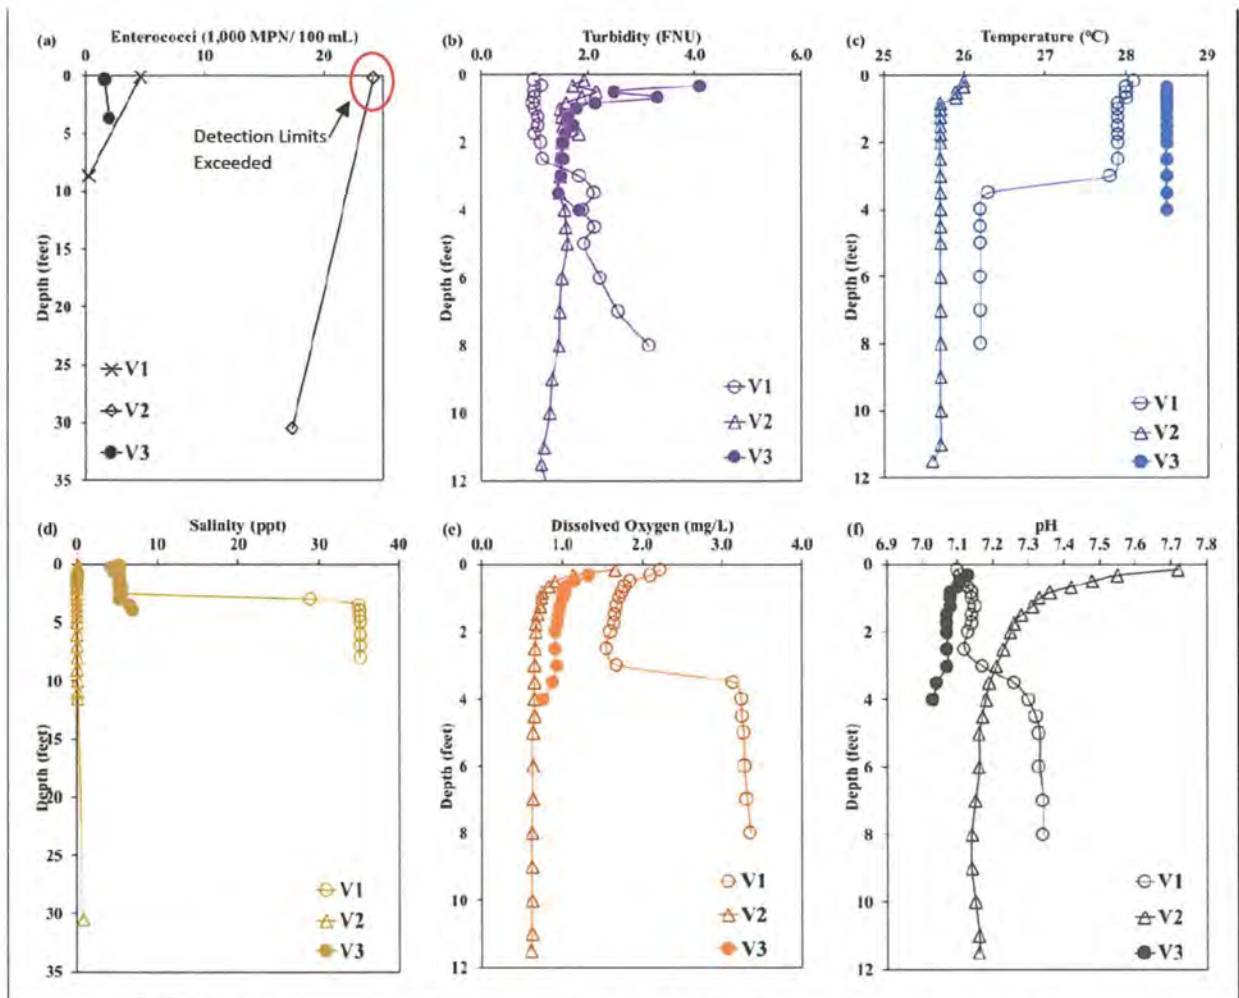 (a) Enterococci (1,000 MPN/ 100 mL)
0 10 20
0
5
10
15
20
25
30
35
Depth (feet)
Detection Limits
Exceeded
V1
V2
V3
(b) Turbidity (FNU)
0.0 2.0 4.0 6.0
0
2
4
6
8
10
12
Depth (feet)
V1
V2
V3
(c) Temperature (°C)
25 26 27 28 29
0
2
4
6
8
10
12
Depth (feet)
V1
V2
V3
(d) Salinity (ppt)
0 10 20 30 40
0
5
10
15
20
25
30
35
Depth (feet)
V1
V2
V3
(e) Dissolved Oxygen (mg/L)
0.0 1.0 2.0 3.0 4.0
0
2
4
6
8
10
12
Depth (feet)
V1
V2
V3
(f) pH
6.9 7.0 7.1 7.2 7.3 7.4 7.5 7.6 7.7 7.8
0
2
4
6
8
10
12
Depth (feet)
V1
V2
V3